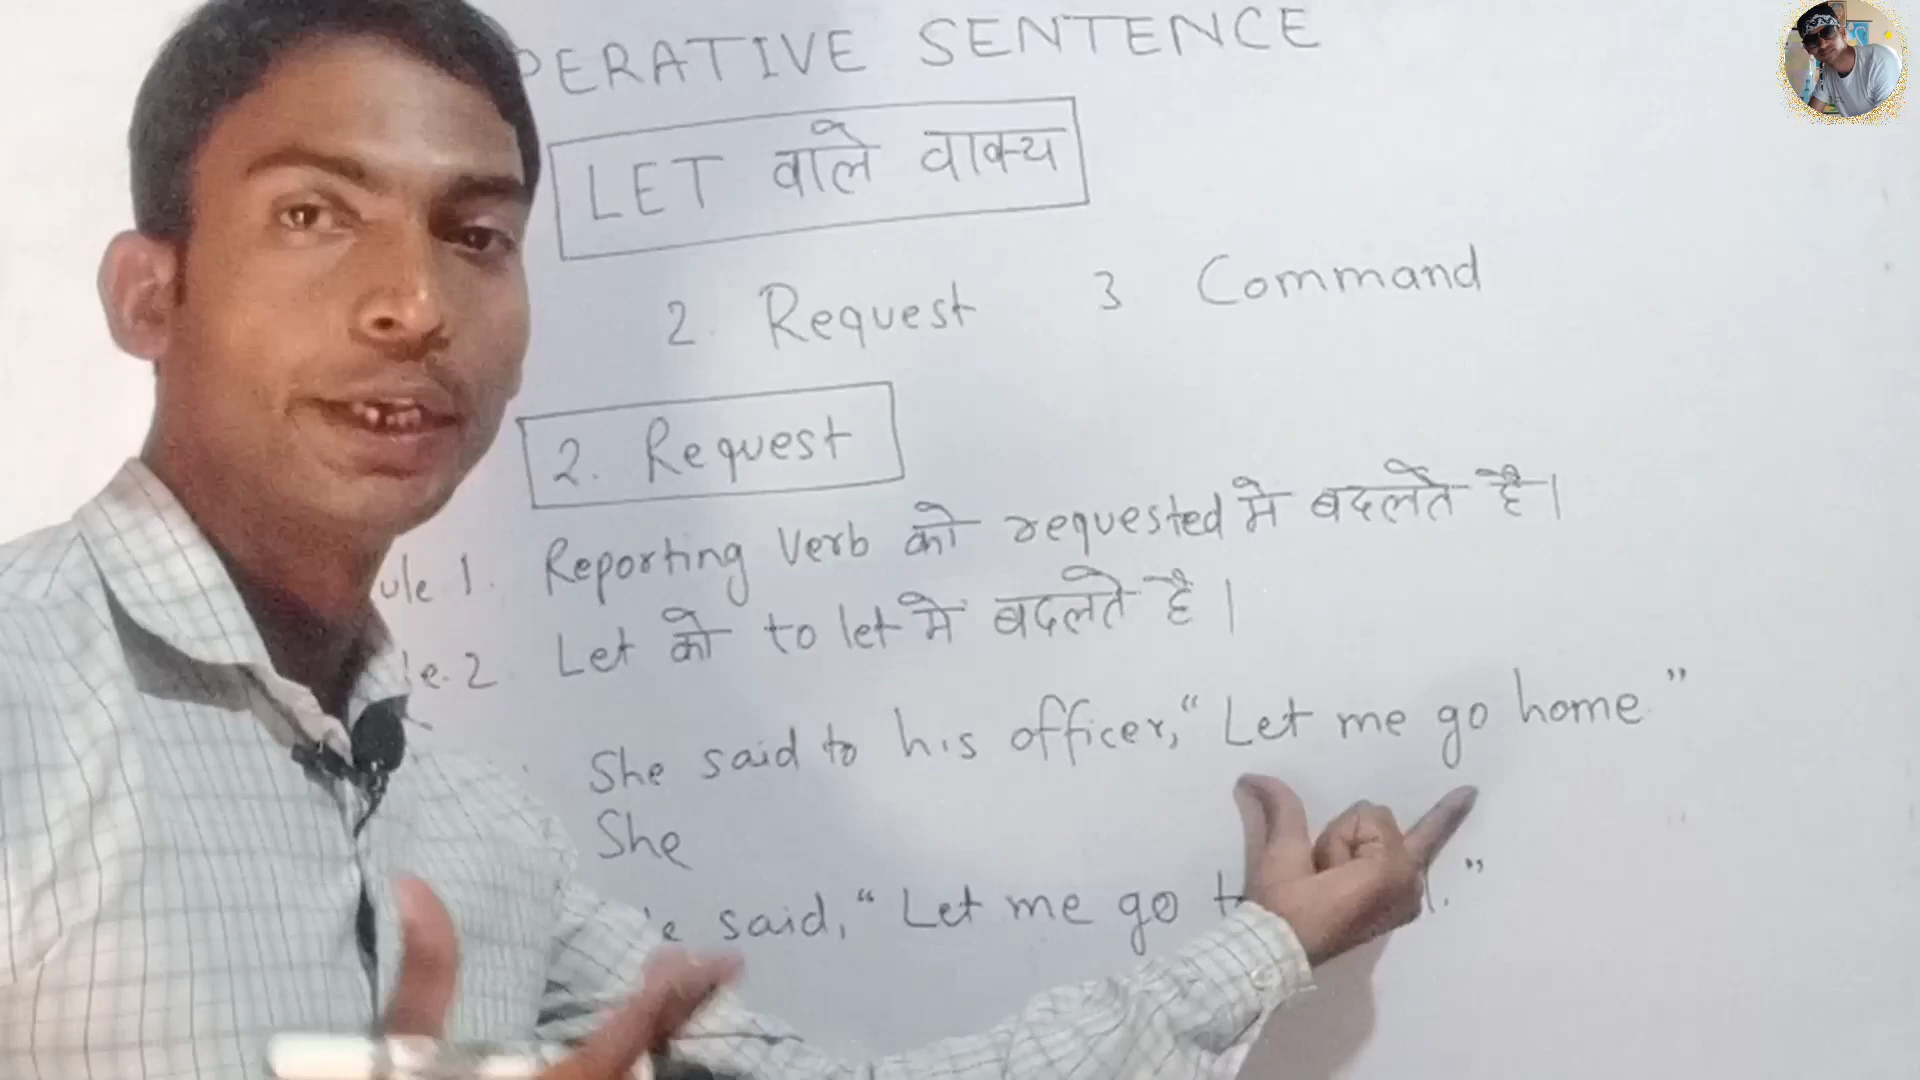 PERATIVE SENTENCE
LET वाले वाक्य
2. Request 3 Command
2. Request
ule 1. Reporting Verb को requested मे बदलते है।
le. 2 Let को to let मे बदलते है।
She said to his officer, “Let me go home”
She
said, “Let me go